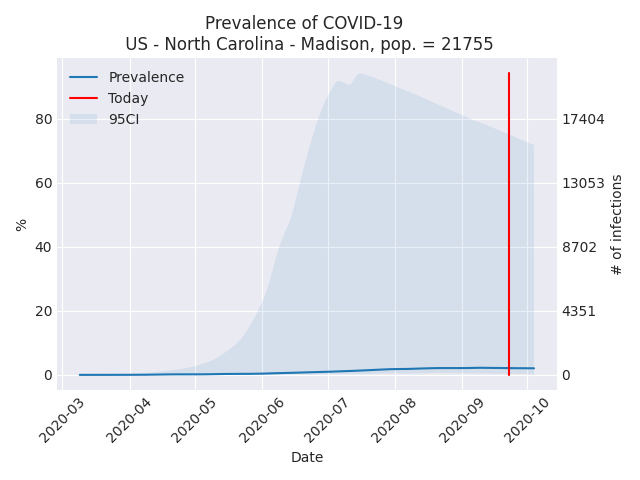 Prevalence of COVID-19
US - North Carolina - Madison, pop. = 21755
Prevalence
Today
95CI
80
60
40
20
0
%
17404
13053
8702
4351
0
# of infections
2020-03
2020-04
2020-05
2020-06
2020-07
2020-08
2020-09
2020-10
Date